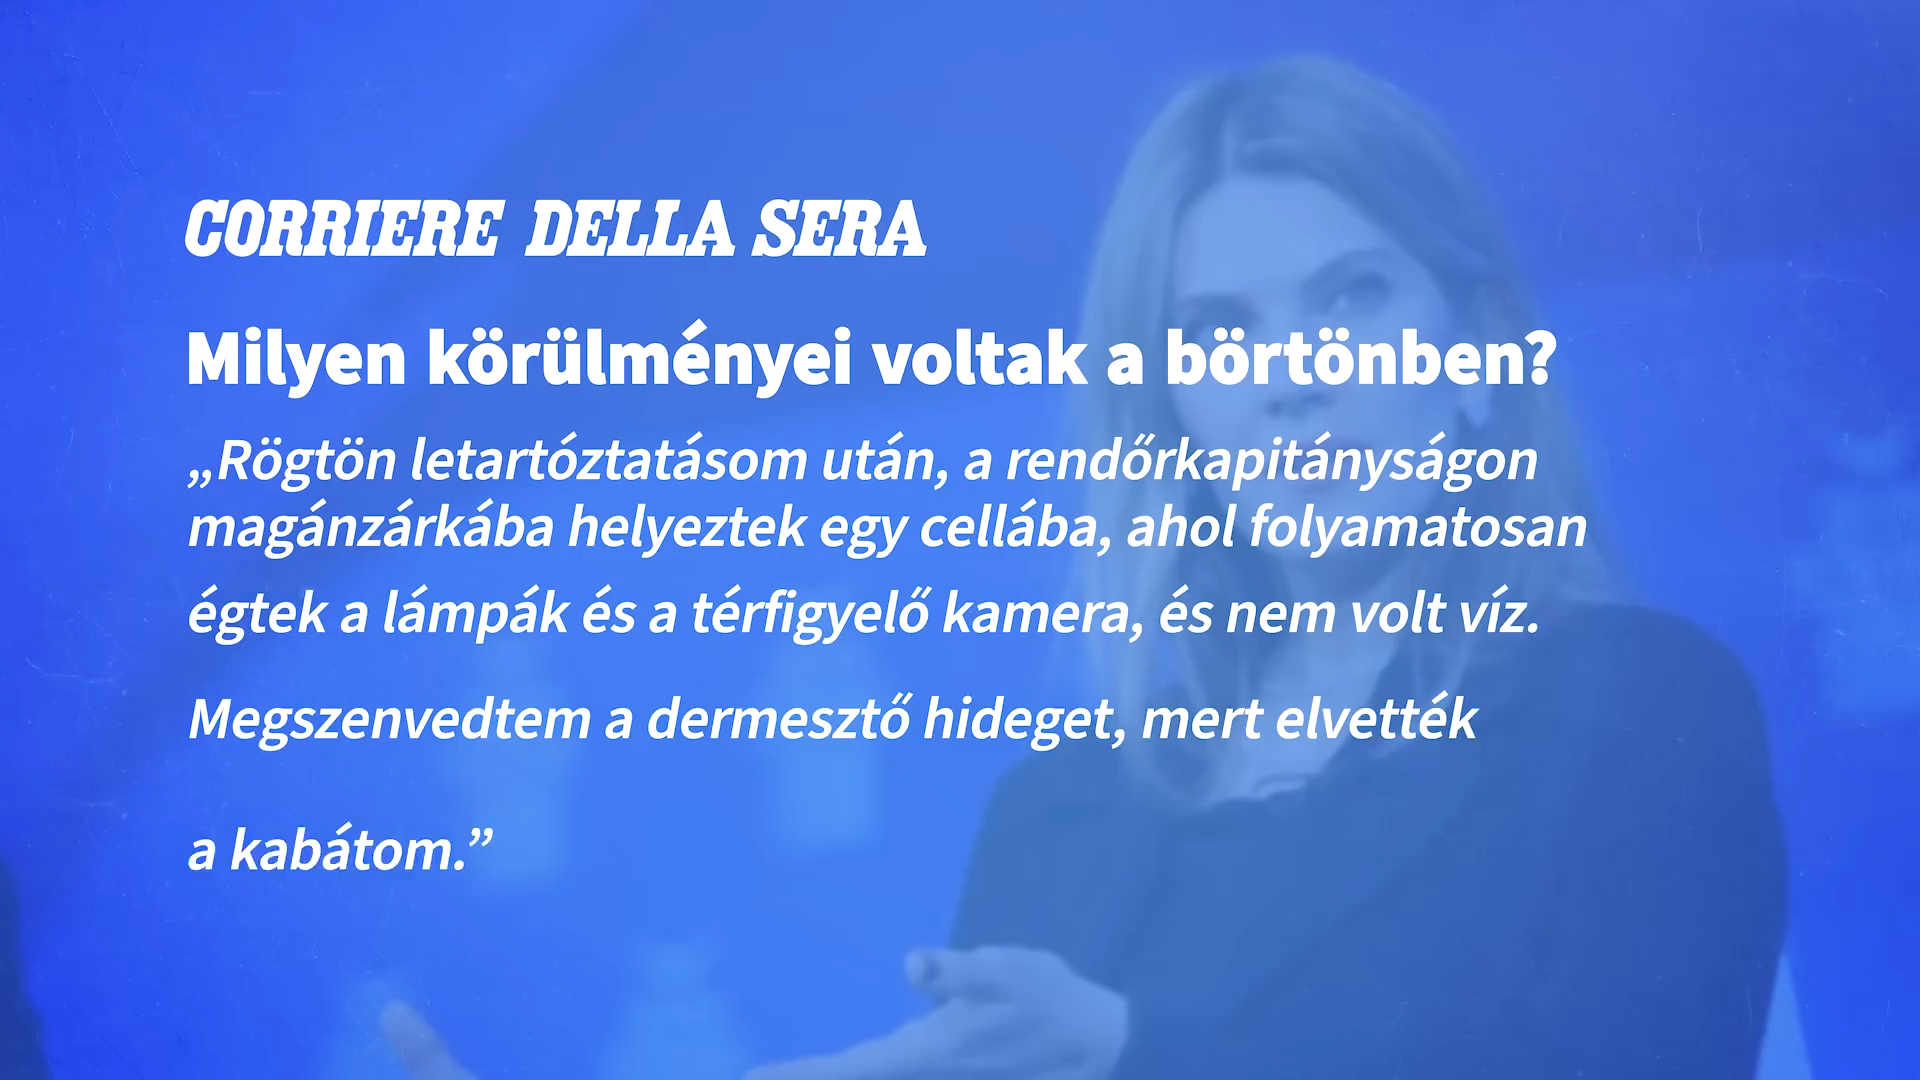 CORRIERE DELLA SERA
Milyen körülményei voltak a börtönben?
„Rögtön letartóztatásom után, a rendőrkapitányságon
magánzárkába helyeztek egy cellába, ahol folyamatosan
égtek a lámpák és a térfigyelő kamera, és nem volt víz.
Megszenvedtem a dermesztő hideget, mert elvették
a kabátom.”